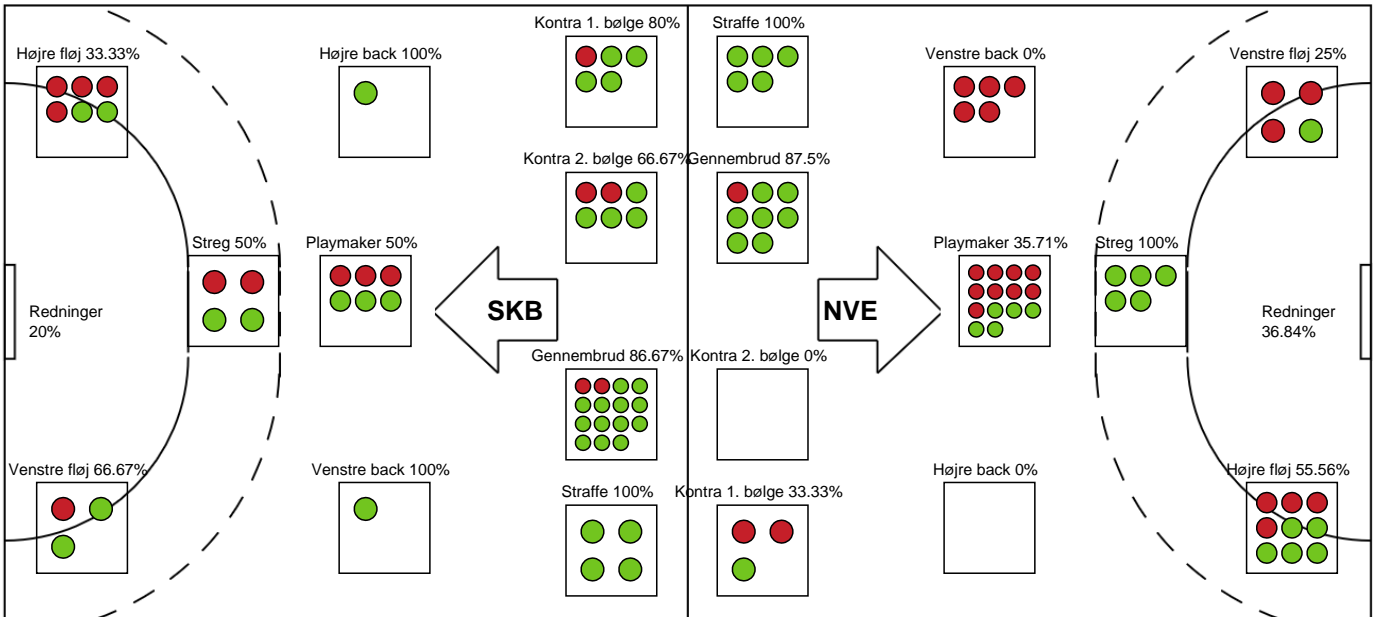 Kontra 1. bølge 80%
Straffe 100%
Højre fløj 33.33%
Højre back 100%
Venstre back 0%
Venstre fløj 25%
Kontra 2. bølge 66.67%
Gennembrud 87.5%
Streg 50%
Playmaker 50%
Playmaker 35.71%
Streg 100%
Redninger
20%
SKB
NVE
Redninger
36.84%
Gennembrud 86.67%
Kontra 2. bølge 0%
Venstre fløj 66.67%
Venstre back 100%
Straffe 100%
Kontra 1. bølge 33.33%
Højre back 0%
Højre fløj 55.56%